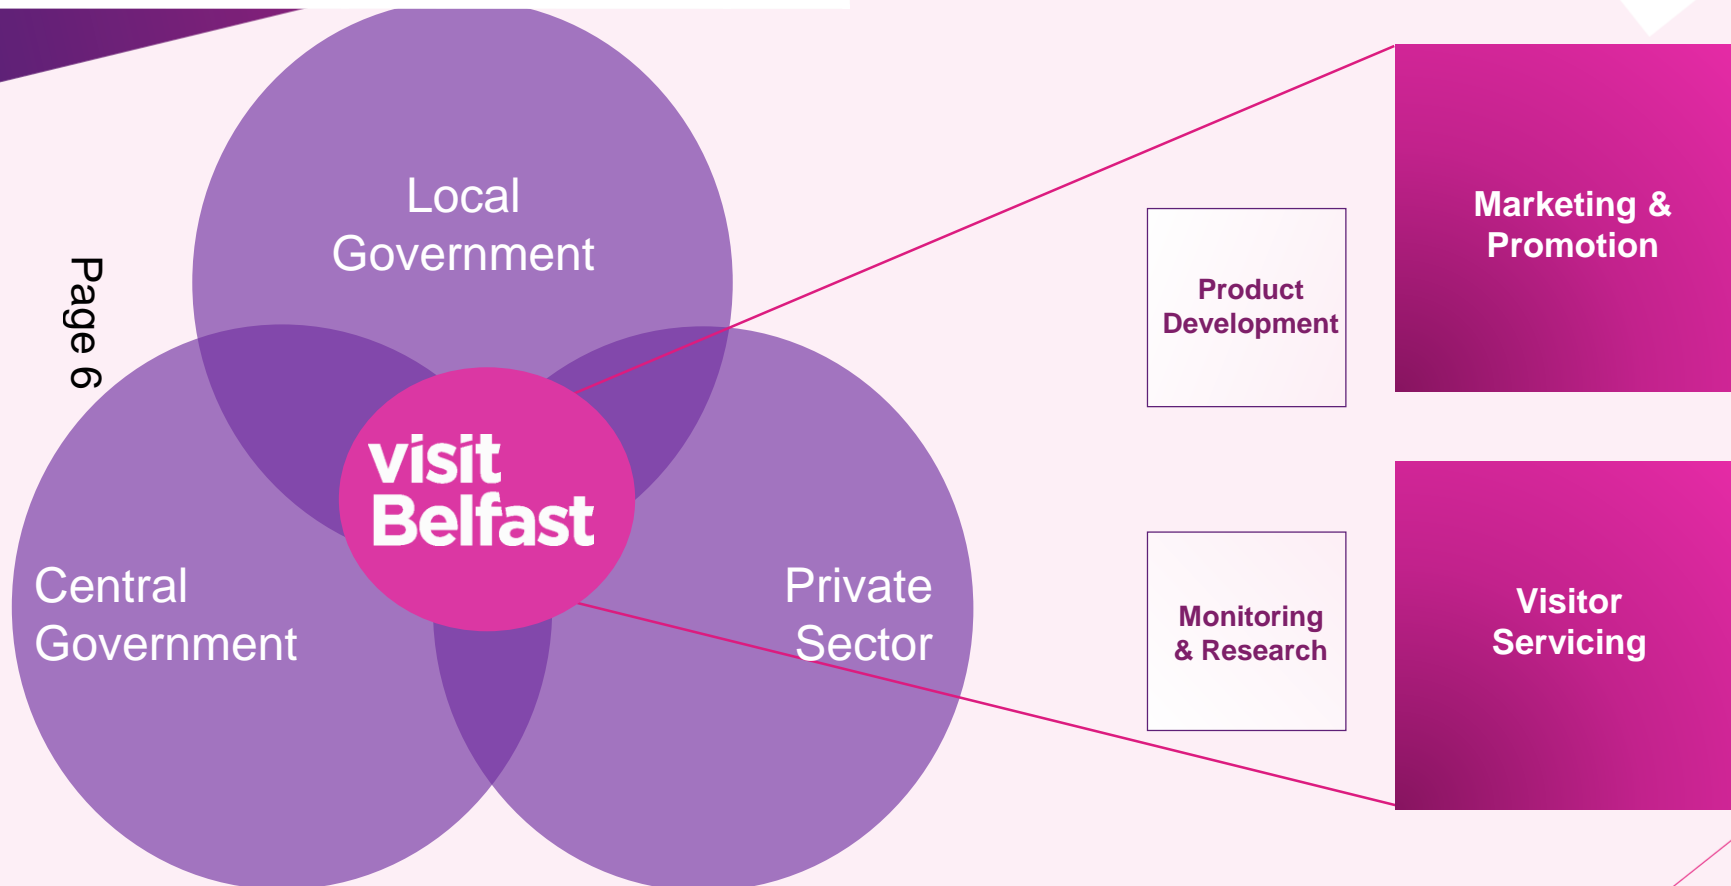 Local
Government
Page 6
visit
Belfast
Central
Government
Private
Sector
Product
Development
Monitoring
& Research
Marketing &
Promotion
Visitor
Servicing